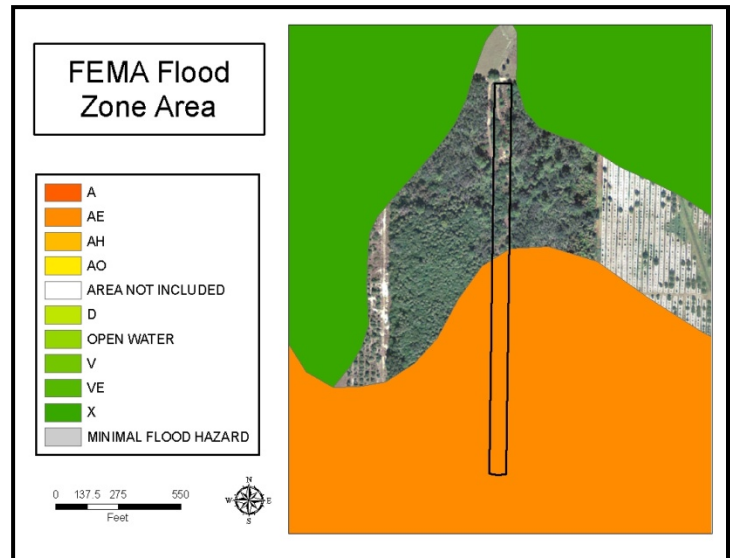 FEMA Flood
Zone Area
A
AE
AH
AO
AREA NOT INCLUDED
D
OPEN WATER
V
VE
X
MINIMAL FLOOD HAZARD
0 137.5 275 550
Feet
N
W E
S